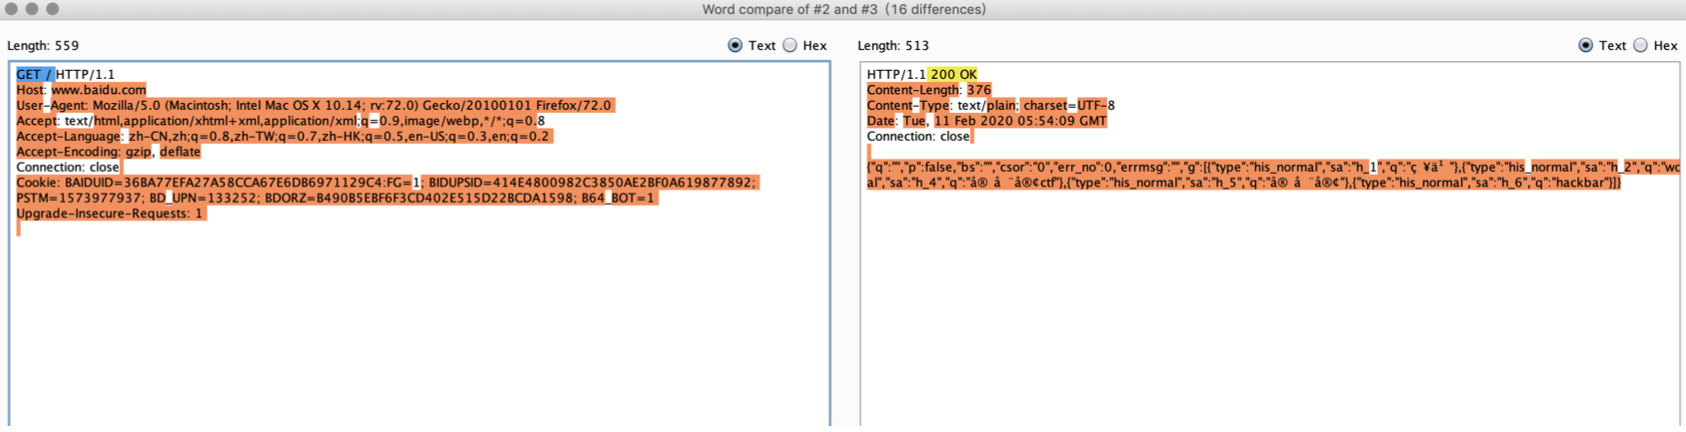 Word compare of #2 and #3 (16 differences)
Length: 559
Text Hex
GET / HTTP/1.1
Host: www.baidu.com
User-Agent: Mozilla/5.0 (Macintosh; Intel Mac OS X 10.14; rv:72.0) Gecko/20100101 Firefox/72.0
Accept: text/html,application/xhtml+xml,application/xml;q=0.9,image/webp,*/*;q=0.8
Accept-Language: zh-CN,zh;q=0.8,zh-TW;q=0.7,zh-HK;q=0.5,en-US;q=0.3,en;q=0.2
Accept-Encoding: gzip, deflate
Connection: close
Cookie: BAIDUID=36BA77EFA27A58CCA67E6DB6971129C4:FG=1; BIDUPSID=414E4800982C3850AE2BF0A619877892;
PSTM=1573977937; BD_UPN=133252; BDORZ=B490B5EBF6F3CD402E515D22BCDA1598; B64_BOT=1
Upgrade-Insecure-Requests: 1
Length: 513
Text Hex
HTTP/1.1 200 OK
Content-Length: 376
Content-Type: text/plain; charset=UTF-8
Date: Tue, 11 Feb 2020 05:54:09 GMT
Connection: close
{"q":"","p":false,"bs":"","csor":"0","err_no":0,"errmsg":"","g":[{"type":"his_normal","sa":"h_1","q":"ç ¥ä¹ "},{"type":"his_normal","sa":"h_2","q":"wo
al","sa":"h_4","q":"å® å ¨å®¢ctf"},{"type":"his_normal","sa":"h_5","q":"å® å ¨å®¢"},{"type":"his_normal","sa":"h_6","q":"hackbar"}]}